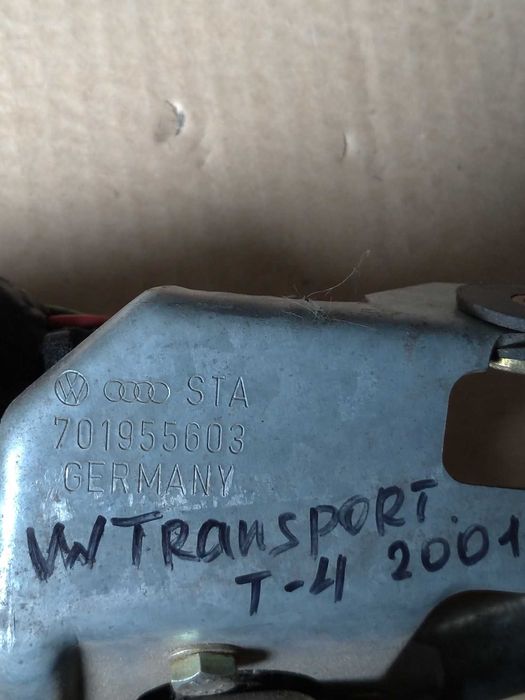 STA
701955603
GERMANY
VW TRanSPORT.
T-4 2001